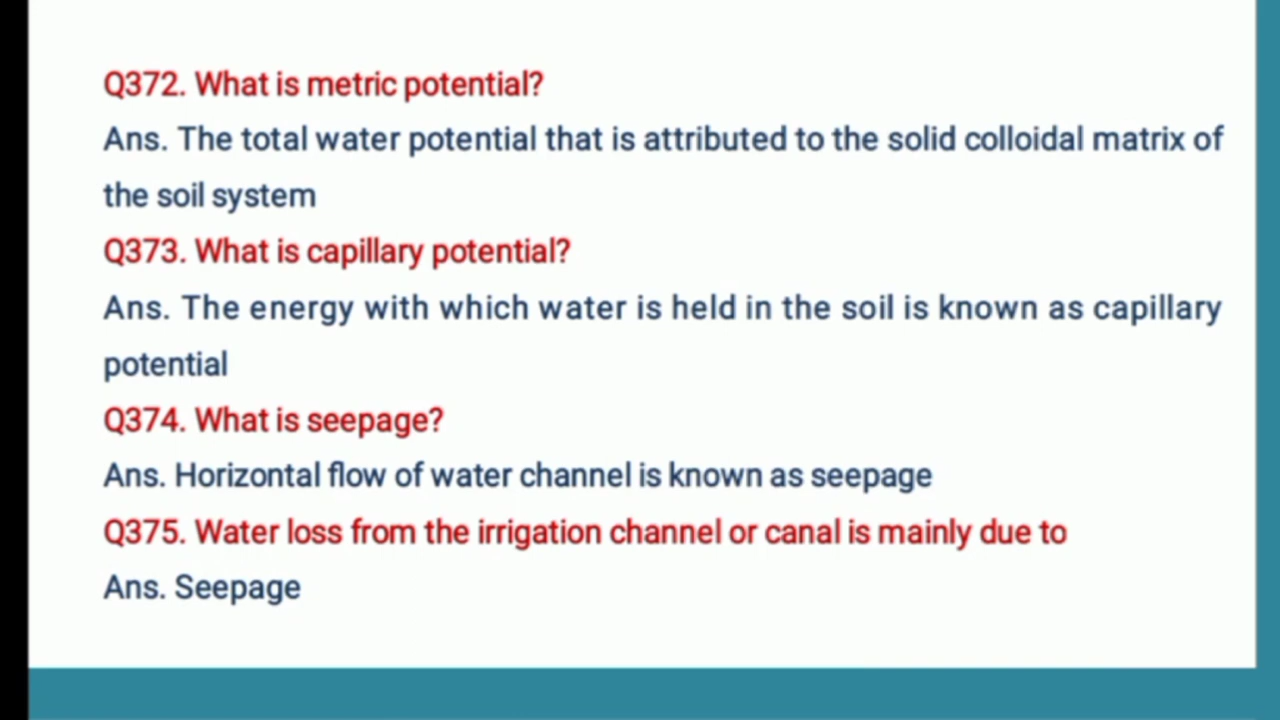 Q372. What is metric potential?
Ans. The total water potential that is attributed to the solid colloidal matrix of
the soil system
Q373. What is capillary potential?
Ans. The energy with which water is held in the soil is known as capillary
potential
Q374. What is seepage?
Ans. Horizontal flow of water channel is known as seepage
Q375. Water loss from the irrigation channel or canal is mainly due to
Ans. Seepage